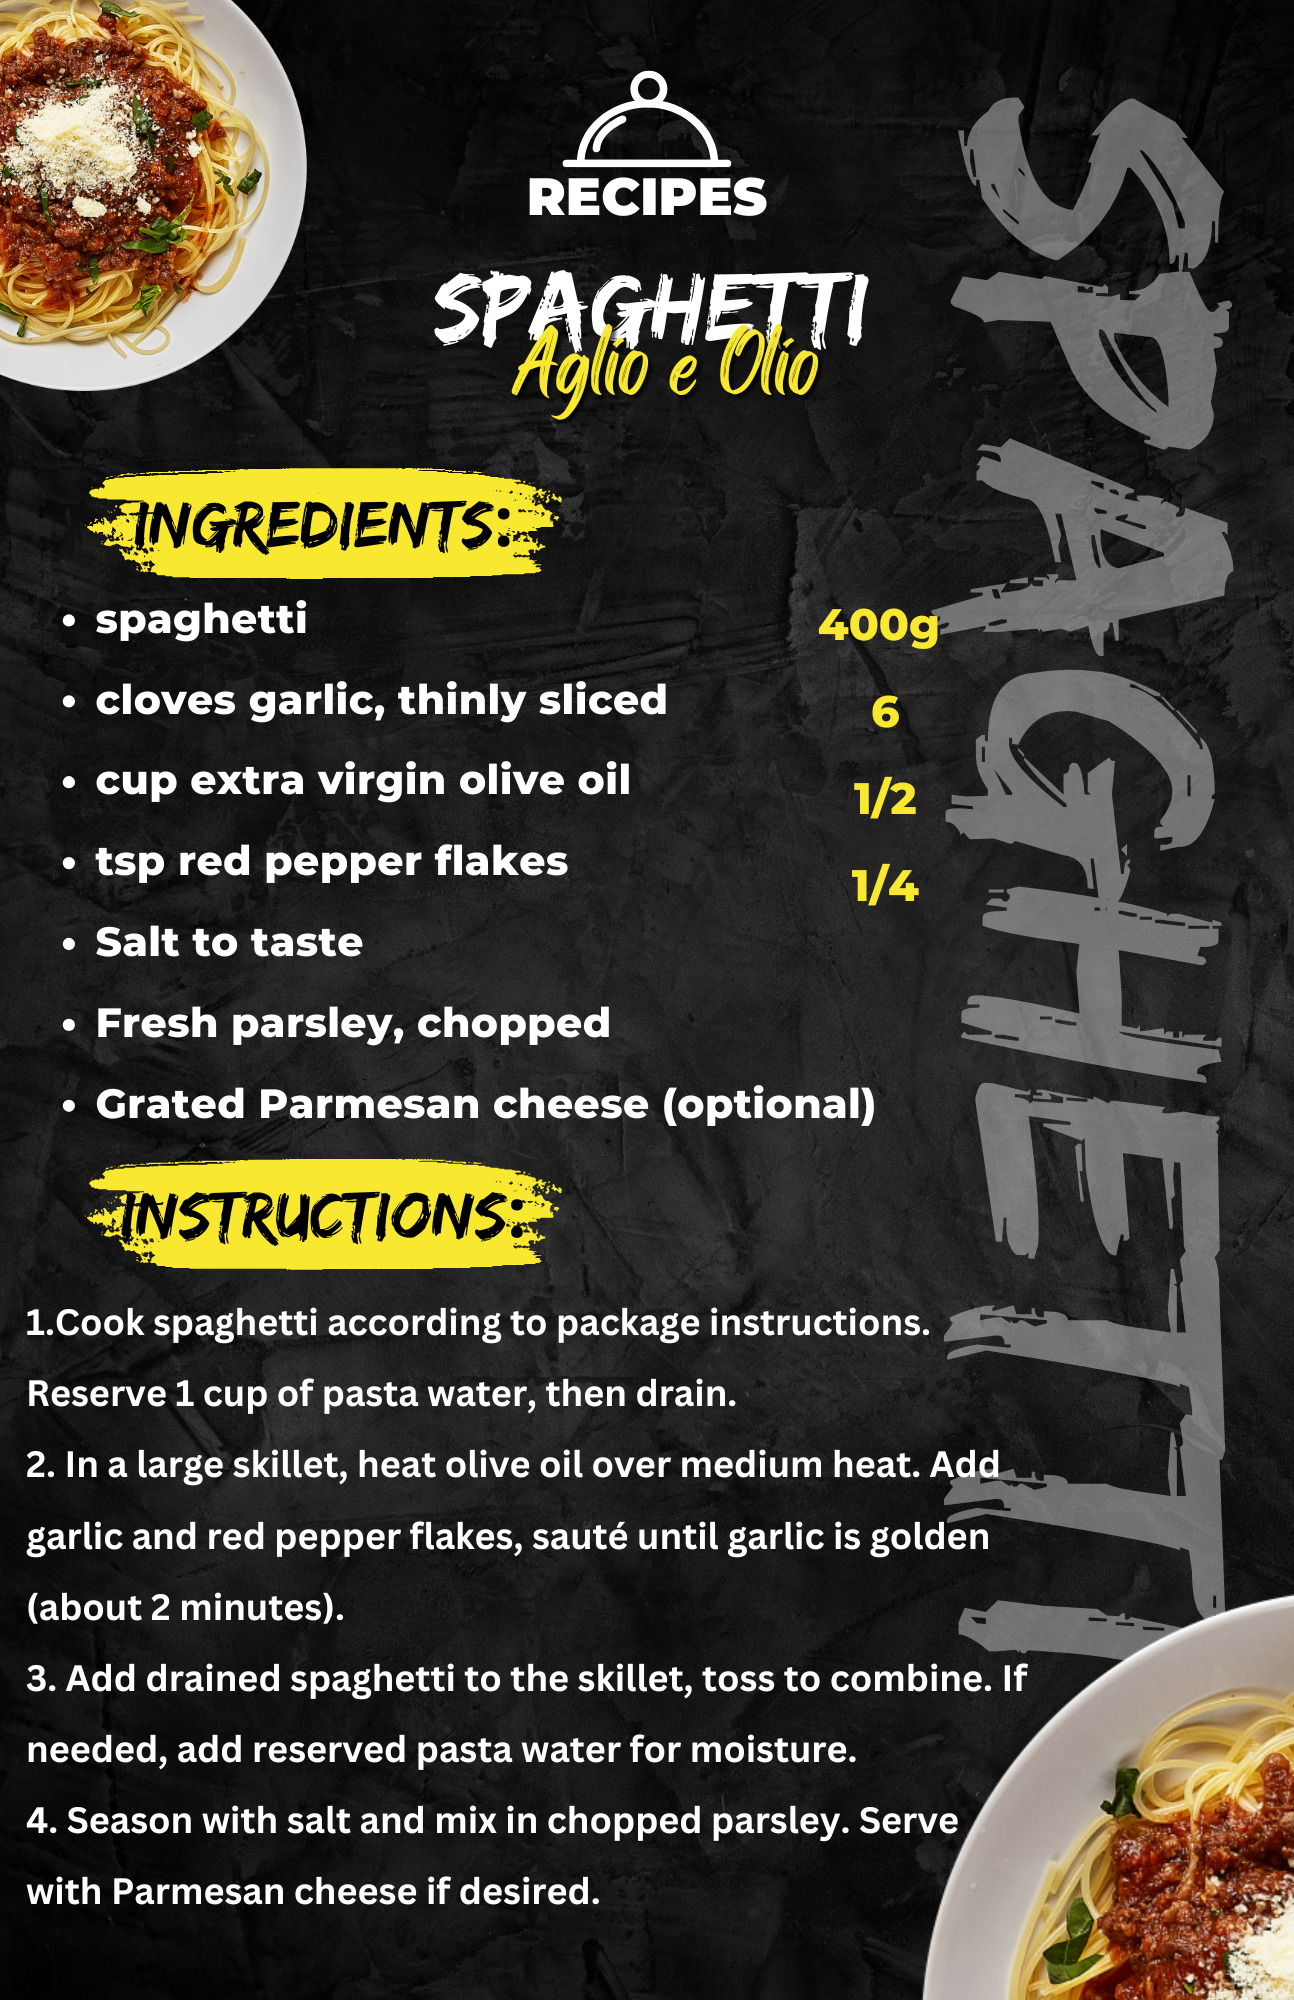 RECIPES
SPAGHETTI
Aglio e Olio
SPAGHETTI
INGREDIENTS:
• spaghetti 400g
• cloves garlic, thinly sliced 6
• cup extra virgin olive oil 1/2
• tsp red pepper flakes 1/4
• Salt to taste
• Fresh parsley, chopped
• Grated Parmesan cheese (optional)
INSTRUCTIONS:
1.Cook spaghetti according to package instructions.
Reserve 1 cup of pasta water, then drain.
2. In a large skillet, heat olive oil over medium heat. Add
garlic and red pepper flakes, sauté until garlic is golden
(about 2 minutes).
3. Add drained spaghetti to the skillet, toss to combine. If
needed, add reserved pasta water for moisture.
4. Season with salt and mix in chopped parsley. Serve
with Parmesan cheese if desired.